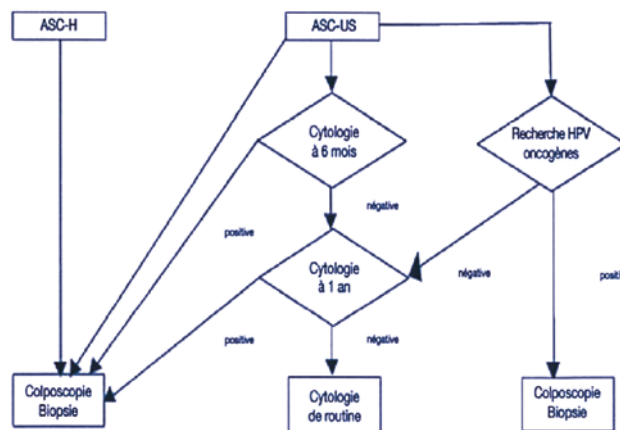 ASC-H
ASC-US
Cytologie
à 6 mois
Recherche HPV
oncogènes
négative
positive
Cytologie
à 1 an
négative
positive
positive
négative
Colposcopie
Biopsie
Cytologie
de routine
Colposcopie
Biopsie